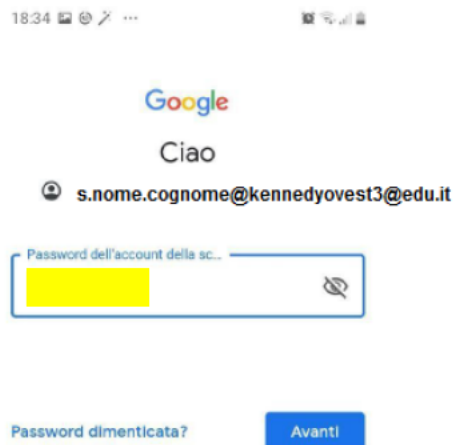 18:34
Google
Ciao
s.nome.cognome@kennedyovest3@edu.it
Password dell'account della sc...
Password dimenticata?
Avanti